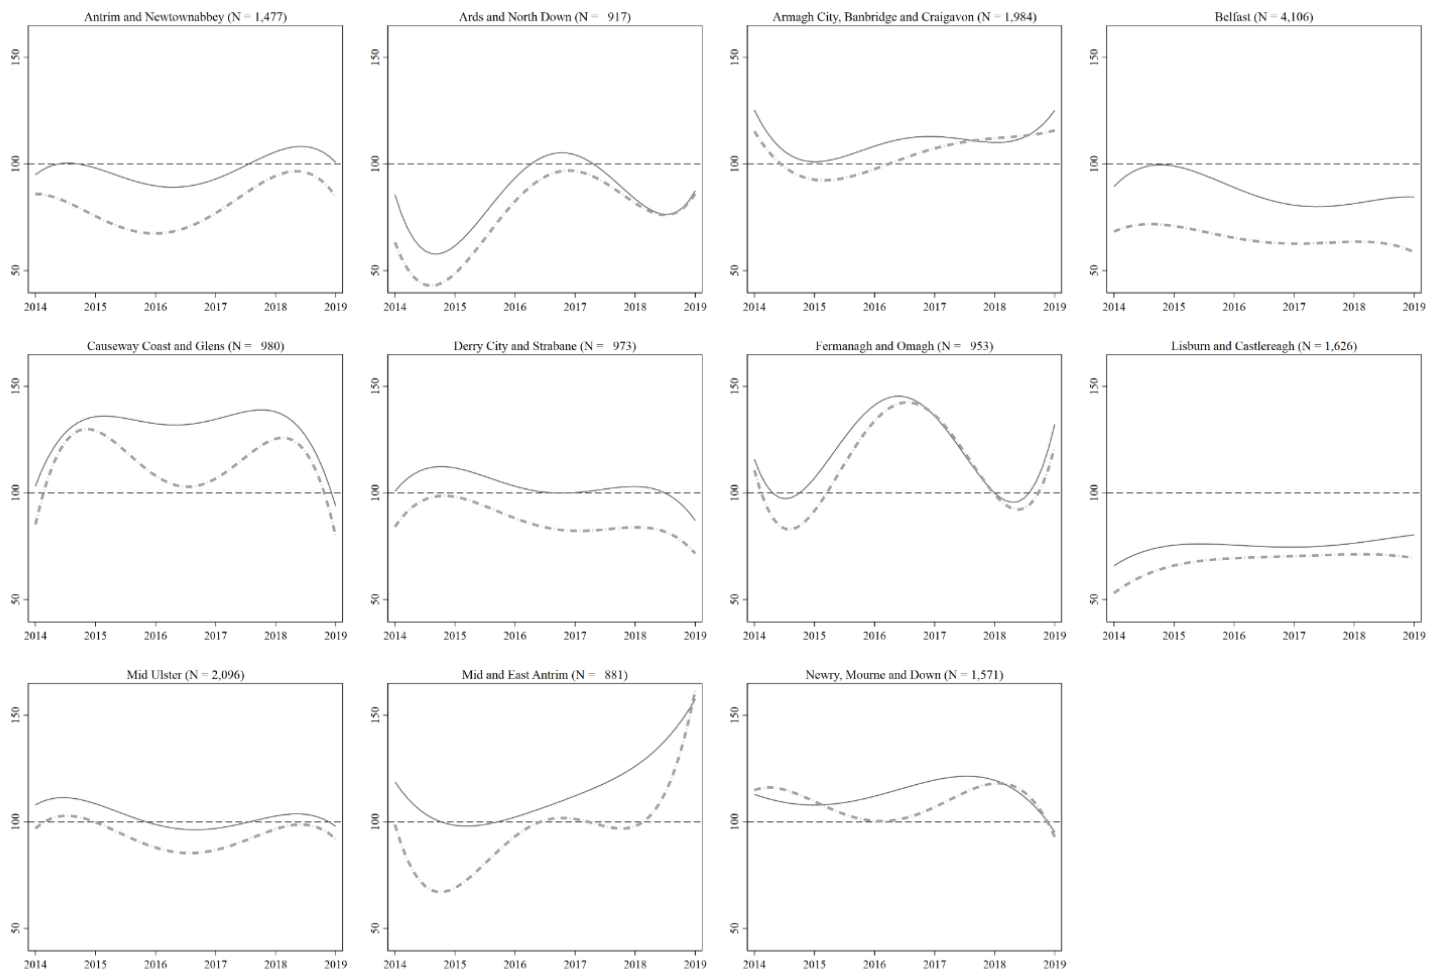 Antrim and Newtownabbey (N = 1,477)
150
100
50
2014 2015 2016 2017 2018 2019
Ards and North Down (N = 917)
150
100
50
2014 2015 2016 2017 2018 2019
Armagh City, Banbridge and Craigavon (N = 1,984)
150
100
50
2014 2015 2016 2017 2018 2019
Belfast (N = 4,106)
150
100
50
2014 2015 2016 2017 2018 2019
Causeway Coast and Glens (N = 980)
150
100
50
2014 2015 2016 2017 2018 2019
Derry City and Strabane (N = 973)
150
100
50
2014 2015 2016 2017 2018 2019
Fermanagh and Omagh (N = 953)
150
100
50
2014 2015 2016 2017 2018 2019
Lisburn and Castlereagh (N = 1,626)
150
100
50
2014 2015 2016 2017 2018 2019
Mid Ulster (N = 2,096)
150
100
50
2014 2015 2016 2017 2018 2019
Mid and East Antrim (N = 881)
150
100
50
2014 2015 2016 2017 2018 2019
Newry, Mourne and Down (N = 1,571)
150
100
50
2014 2015 2016 2017 2018 2019